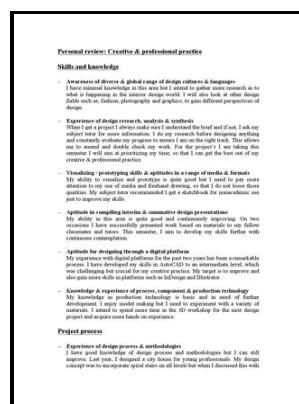 Personal review: Creative & professional practice
Skills and knowledge
– Awareness of diverse & global range of design cultures & languages
I have minimal knowledge in this area but I intend to gather more research as to
what is happening in the interior design world. I will also look at other design
fields such as; fashion, photography and graphics, to gain different perspectives of
design.
– Experience of design research, analysis & synthesis
When I get a project I always make sure I understand the brief and if not, I ask my
subject tutor for more information. I do my research before designing anything
and constantly evaluate my progress to ensure I am on the right track. This allows
me to amend and double check my work. For the project's I am taking this
semester I will aim at prioritizing my time, so that I can get the best out of my
creative & professional practice.
– Visualizing / prototyping skills & aptitudes in a range of media & formats
My ability to visualize and prototype is quite good but I need to pay more
attention to my use of media and freehand drawing, so that I do not loose those
qualities. My subject tutor recommended I get a sketchbook for nonacademic use
just to improve my skills.
– Aptitude in compiling interim & summative design presentations
My ability in this area is quite good and continuously improving. On two
occasions I have successfully presented work based on materials to my fellow
classmates and tutors. This semester, I aim to develop my skills further with
continuous contemplation.
– Aptitude for designing through a digital platform
My experience with digital platforms for the past two years has been a remarkable
process. I have developed my skills in AutoCAD to an intermediate level, which
was challenging but crucial for my creative practice. My target is to improve and
also gain more skills in platforms such as InDesign and Illustrator.
– Knowledge & experience of process, component & production technology
My knowledge in production technology is basic and in need of further
development. I enjoy model making but I need to experiment with a variety of
materials. I intend to spend more time in the 3D workshop for the next design
project and acquire more hands on experience.
Project process
– Experience of design process & methodologies
I have good knowledge of design process and methodologies but I can still
improve. Last year, I designed a city house for young professionals. My design
concept was to incorporate spiral stairs on all levels but when I discussed this with